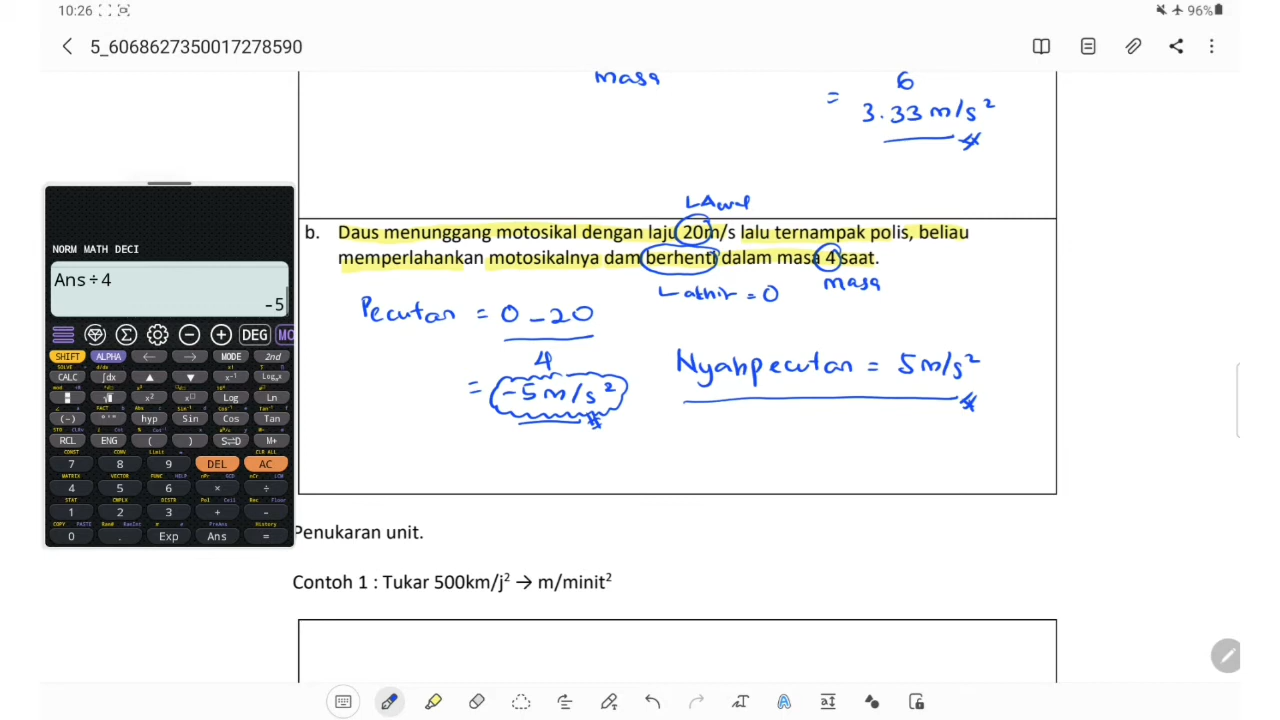 10:26 96%
5_6068627350017278590
masa
6
= 3.33 m/s²
LAwal
b. Daus menunggang motosikal dengan laju 20m/s lalu ternampak polis, beliau
memperlahankan motosikalnya dam berhenti dalam masa 4 saat.
Lakhir = 0
masa
Pecutan = 0 - 20
4
= -5 m/s²
Nyahpecutan = 5 m/s²
NORM MATH DECI
Ans÷4
-5
DEG MO
SHIFT ALPHA ← → MODE 2nd
CALC ∫dx ▲ ▼ x⁻¹ Logₐx
√ x² Log Ln
(-) °'" hyp Sin Cos Tan
RCL ENG ( ) S⇌D M+
7 8 9 DEL AC
4 5 6 × ÷
1 2 3 + -
0 . Exp Ans =
Penukaran unit.
Contoh 1 : Tukar 500km/j² → m/minit²